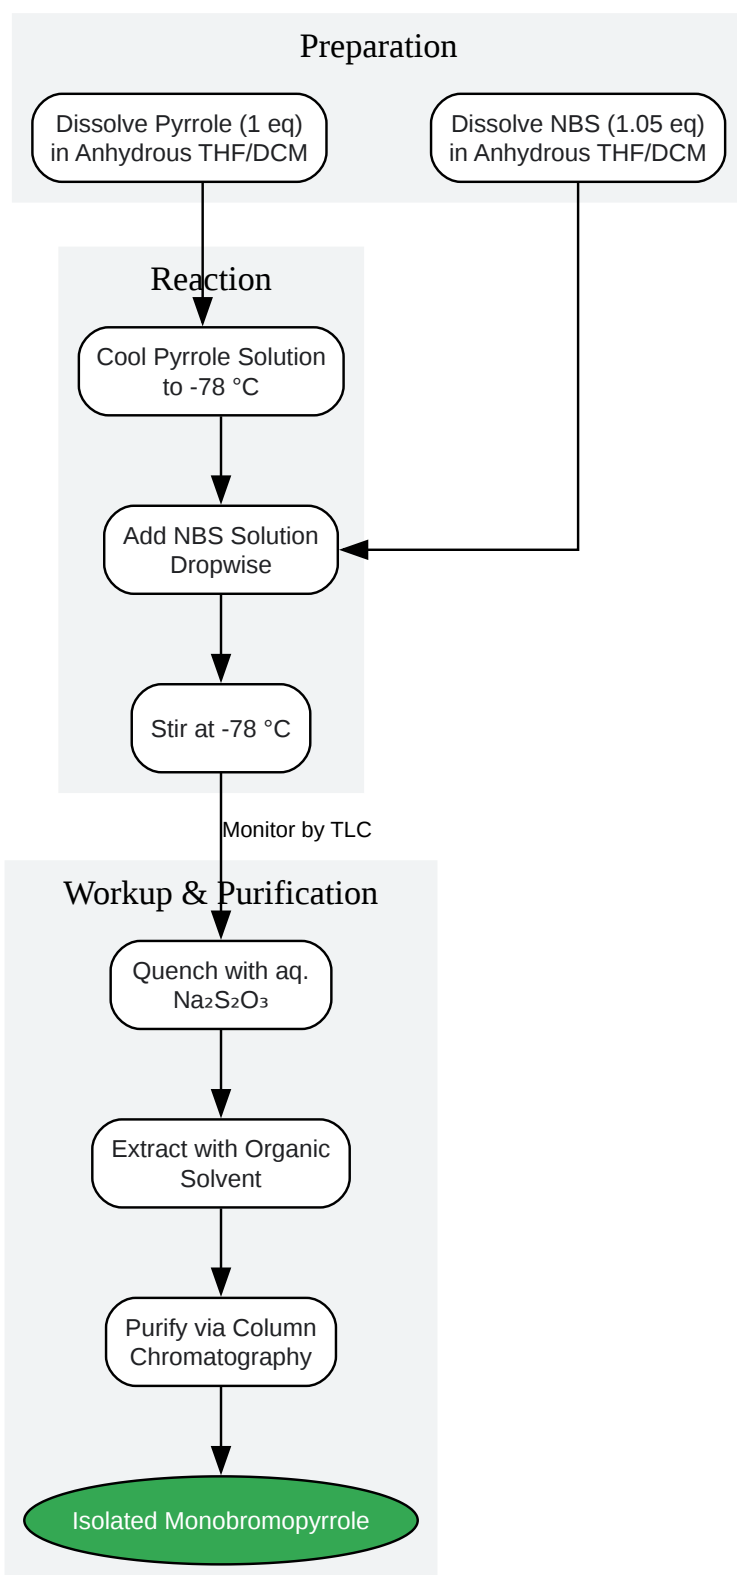 Preparation
Dissolve Pyrrole (1 eq)
in Anhydrous THF/DCM
Dissolve NBS (1.05 eq)
in Anhydrous THF/DCM
Reaction
Cool Pyrrole Solution
to -78 °C
Add NBS Solution
Dropwise
Stir at -78 °C
Monitor by TLC
Workup & Purification
Quench with aq.
Na₂S₂O₃
Extract with Organic
Solvent
Purify via Column
Chromatography
Isolated Monobromopyrrole